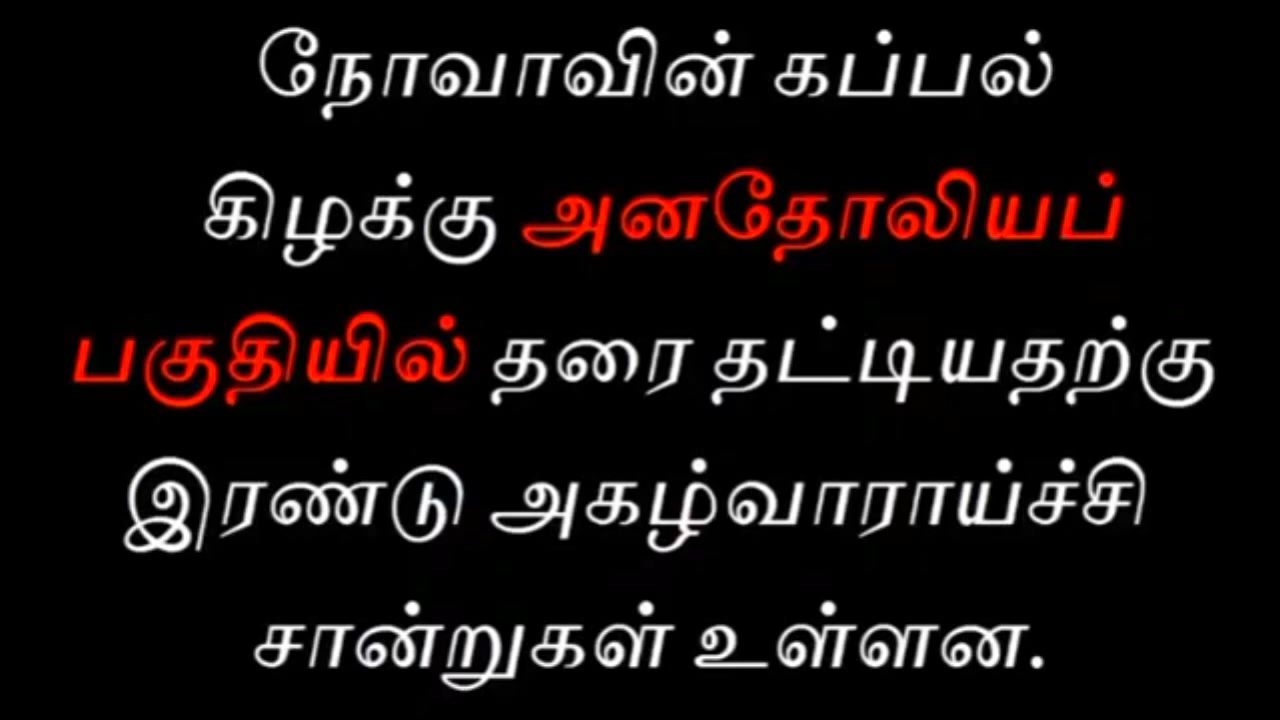 நோவாவின் கப்பல்
கிழக்கு அனதோலியப்
பகுதியில் தரை தட்டியதற்கு
இரண்டு அகழ்வாராய்ச்சி
சான்றுகள் உள்ளன.